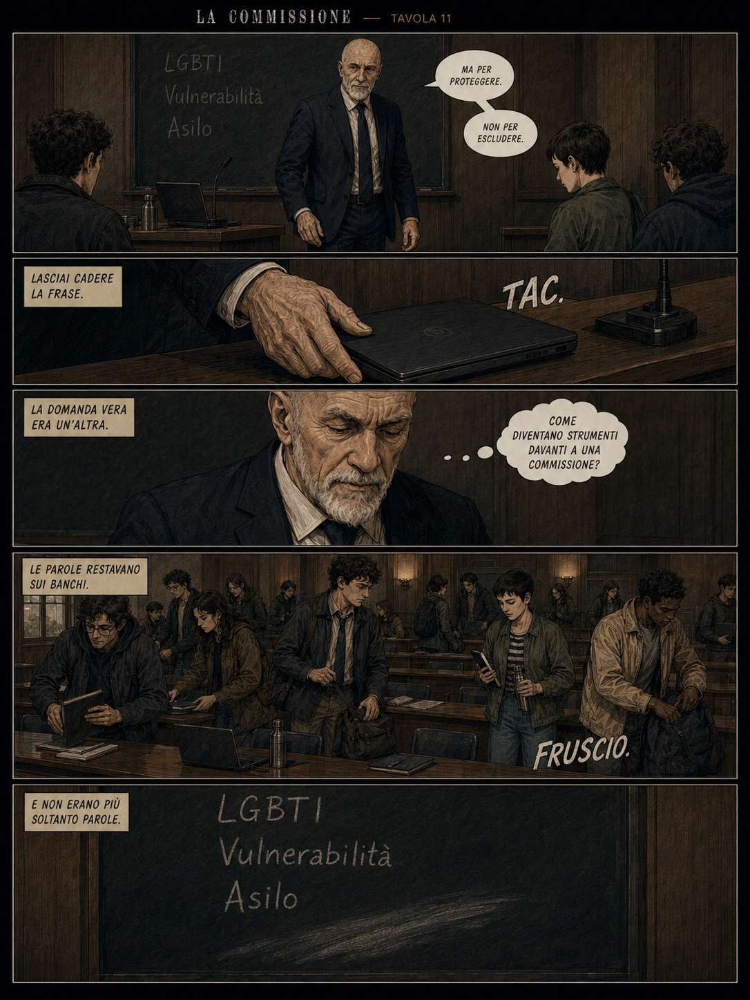 LA COMMISSIONE — TAVOLA 11
LGBTI
Vulnerabilità
Asilo
MA PER
PROTEGGERE.
NON PER
ESCLUDERE.
LASCIAI CADERE
LA FRASE.
TAC.
LA DOMANDA VERA
ERA UN'ALTRA.
COME
DIVENTANO STRUMENTI
DAVANTI A UNA
COMMISSIONE?
LE PAROLE RESTAVANO
SUI BANCHI.
FRUSCIO.
E NON ERANO PIÙ
SOLTANTO PAROLE.
LGBTI
Vulnerabilità
Asilo